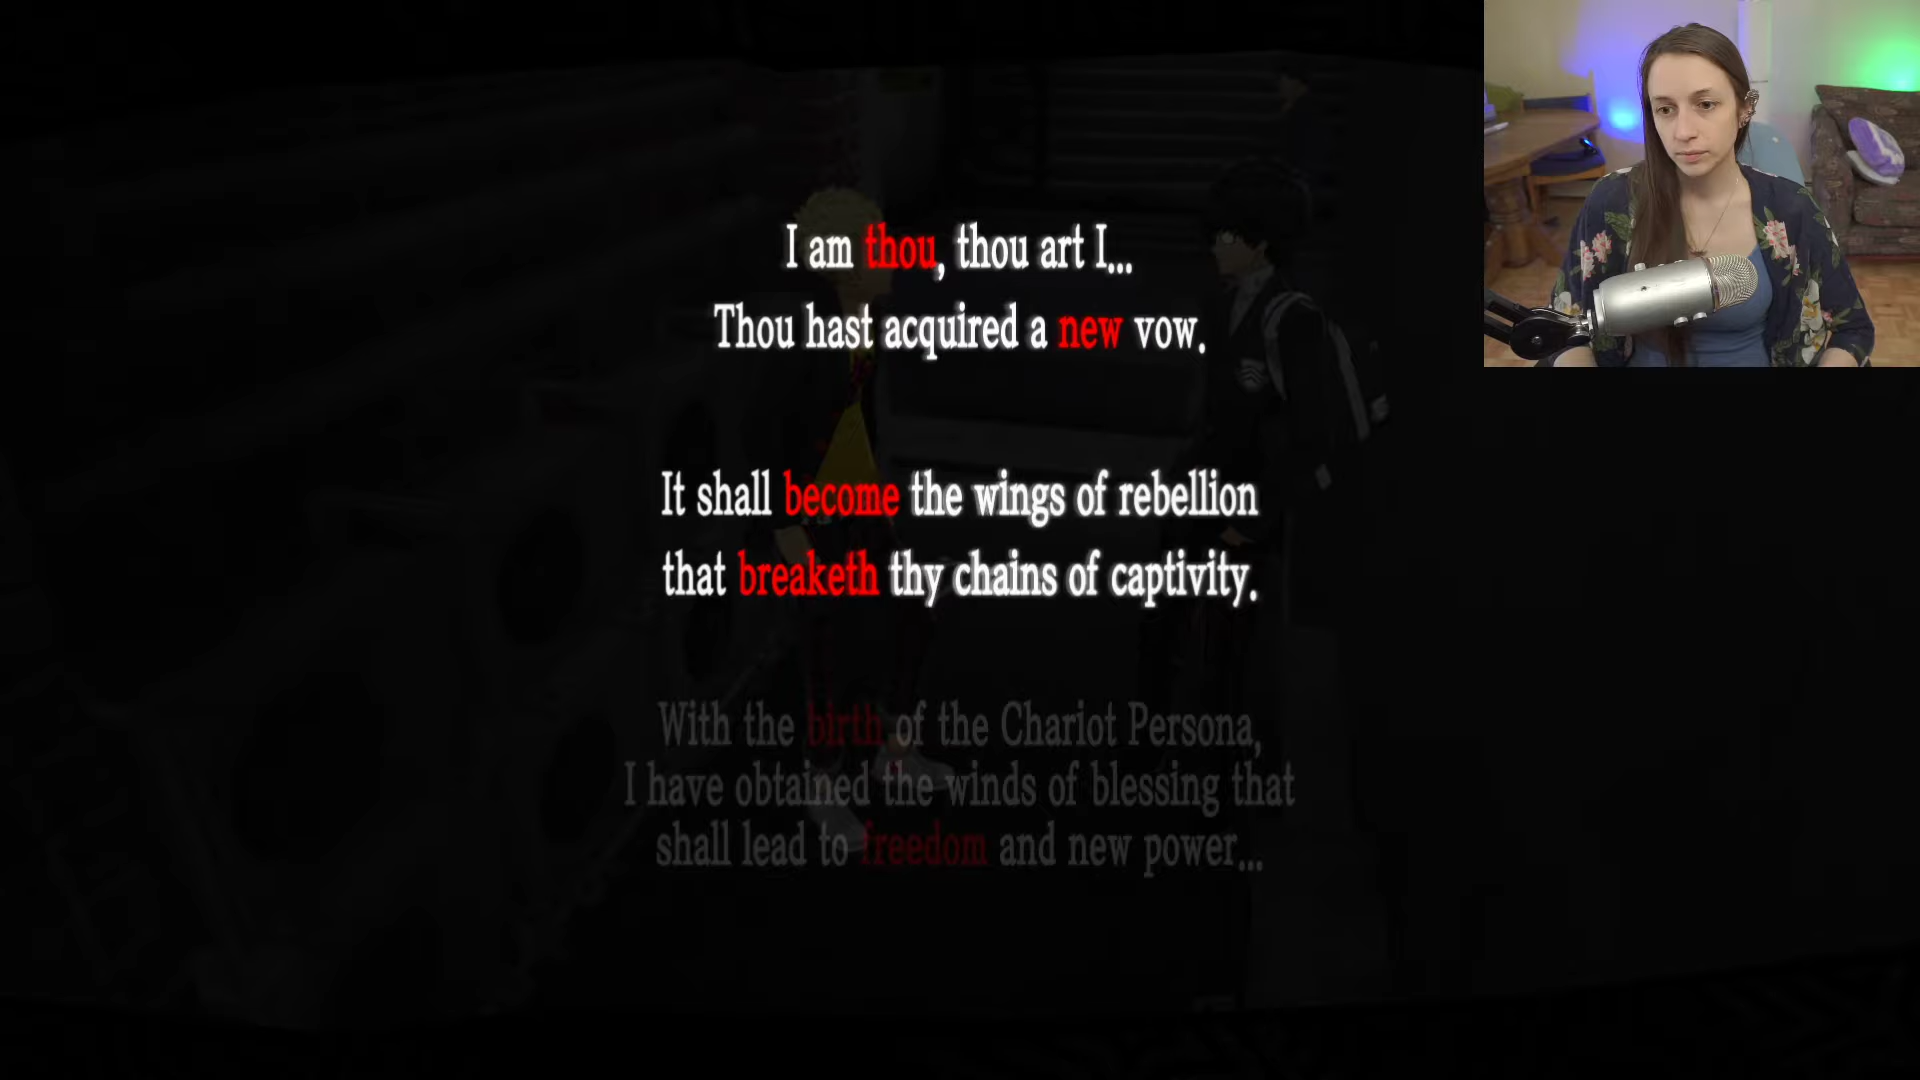 I am thou, thou art I...
Thou hast acquired a new vow.
It shall become the wings of rebellion
that breaketh thy chains of captivity.
With the birth of the Chariot Persona,
I have obtained the winds of blessing that
shall lead to freedom and new power...